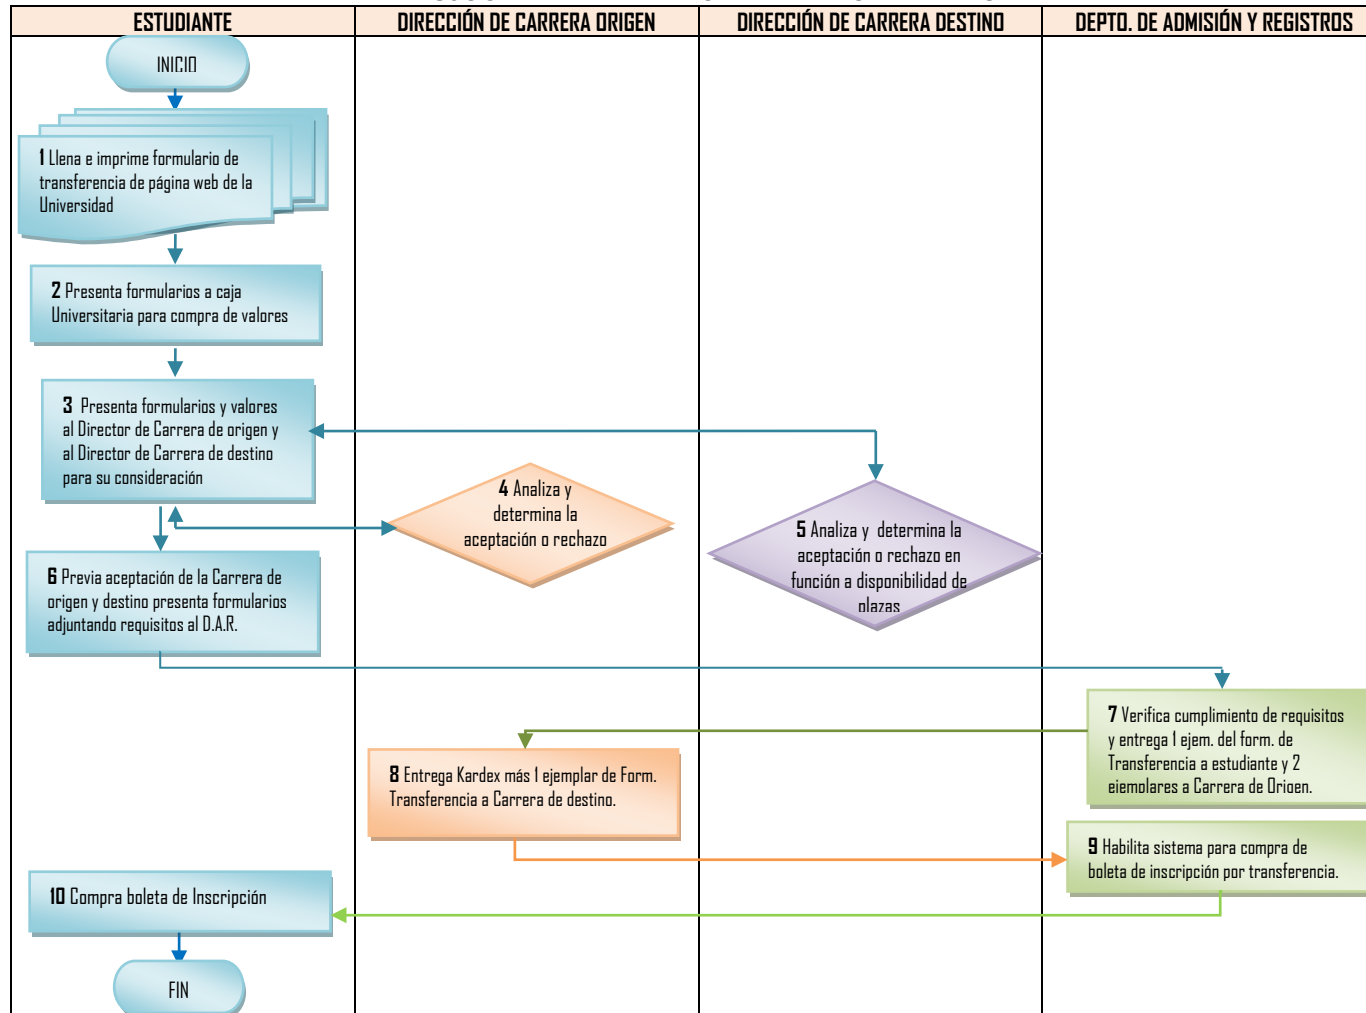 ESTUDIANTE
DIRECCIÓN DE CARRERA ORIGEN
DIRECCIÓN DE CARRERA DESTINO
DEPTO. DE ADMISIÓN Y REGISTROS
INICIO
1 Llena e imprime formulario de
transferencia de página web de la
Universidad
2 Presenta formularios a caja
Universitaria para compra de valores
3 Presenta formularios y valores
al Director de Carrera de origen y
al Director de Carrera de destino
para su consideración
4 Analiza y
determina la
aceptación o rechazo
5 Analiza y determina la
aceptación o rechazo en
función a disponibilidad de
plazas
6 Previa aceptación de la Carrera de
origen y destino presenta formularios
adjuntando requisitos al D.A.R.
7 Verifica cumplimiento de requisitos
y entrega 1 ejem. del form. de
Transferencia a estudiante y 2
ejemplares a Carrera de Origen.
8 Entrega Kardex más 1 ejemplar de Form.
Transferencia a Carrera de destino.
9 Habilita sistema para compra de
boleta de inscripción por transferencia.
10 Compra boleta de Inscripción
FIN